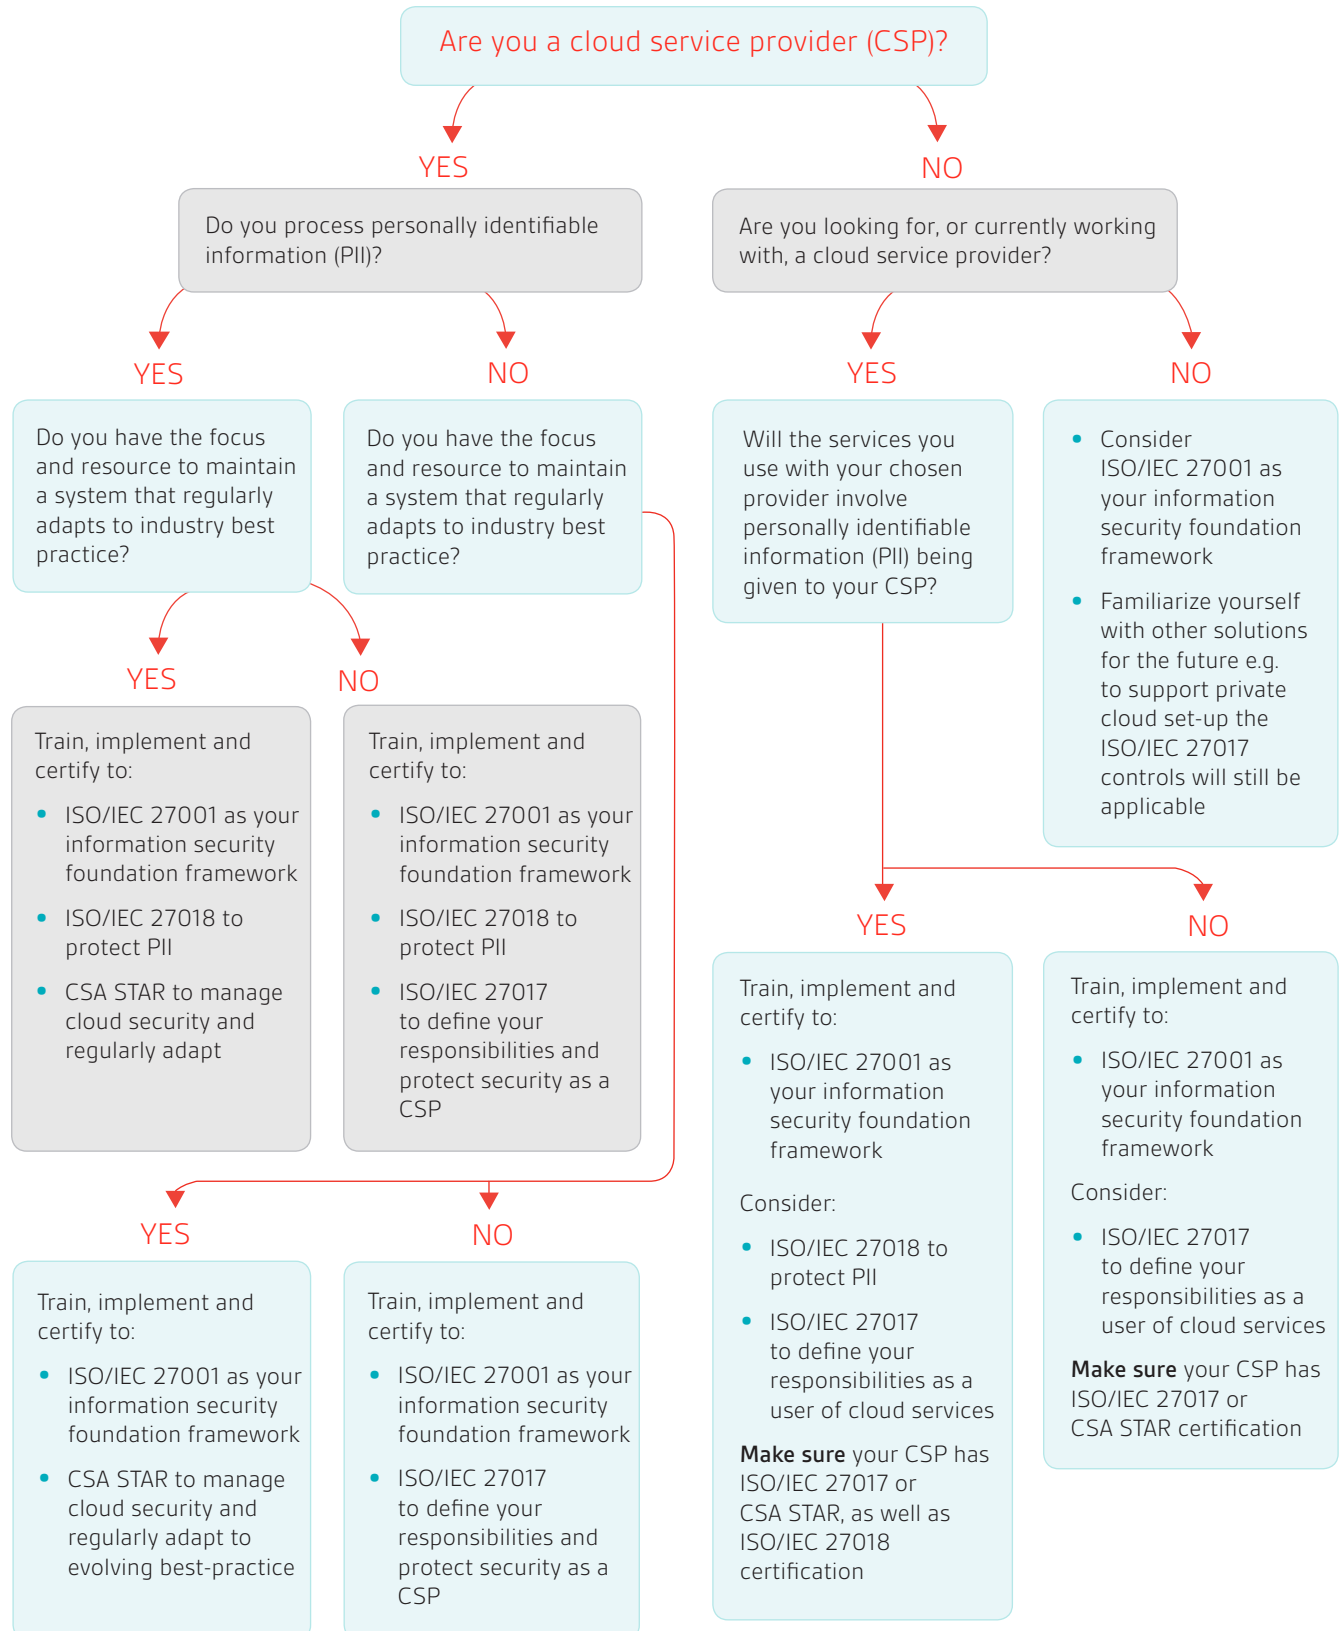 Are you a cloud service provider (CSP)?
YES
NO
Do you process personally identifiable
information (PII)?
Are you looking for, or currently working
with, a cloud service provider?
YES
NO
YES
NO
Do you have the focus
and resource to maintain
a system that regularly
adapts to industry best
practice?
Do you have the focus
and resource to maintain
a system that regularly
adapts to industry best
practice?
Will the services you
use with your chosen
provider involve
personally identifiable
information (PII) being
given to your CSP?
• Consider
ISO/IEC 27001 as
your information
security foundation
framework
• Familiarize yourself
with other solutions
for the future e.g.
to support private
cloud set-up the
ISO/IEC 27017
controls will still be
applicable
YES
NO
Train, implement and
certify to:
• ISO/IEC 27001 as your
information security
foundation framework
• ISO/IEC 27018 to
protect PII
• CSA STAR to manage
cloud security and
regularly adapt
Train, implement and
certify to:
• ISO/IEC 27001 as your
information security
foundation framework
• ISO/IEC 27018 to
protect PII
• ISO/IEC 27017
to define your
responsibilities and
protect security as a
CSP
YES
NO
Train, implement and
certify to:
• ISO/IEC 27001 as
your information
security foundation
framework
Consider:
• ISO/IEC 27018 to
protect PII
• ISO/IEC 27017
to define your
responsibilities as a
user of cloud services
Make sure your CSP has
ISO/IEC 27017 or
CSA STAR, as well as
ISO/IEC 27018
certification
Train, implement and
certify to:
• ISO/IEC 27001 as
your information
security foundation
framework
Consider:
• ISO/IEC 27017
to define your
responsibilities as a
user of cloud services
Make sure your CSP has
ISO/IEC 27017 or
CSA STAR certification
YES
NO
Train, implement and
certify to:
• ISO/IEC 27001 as your
information security
foundation framework
• CSA STAR to manage
cloud security and
regularly adapt to
evolving best-practice
Train, implement and
certify to:
• ISO/IEC 27001 as your
information security
foundation framework
• ISO/IEC 27017
to define your
responsibilities and
protect security as a
CSP